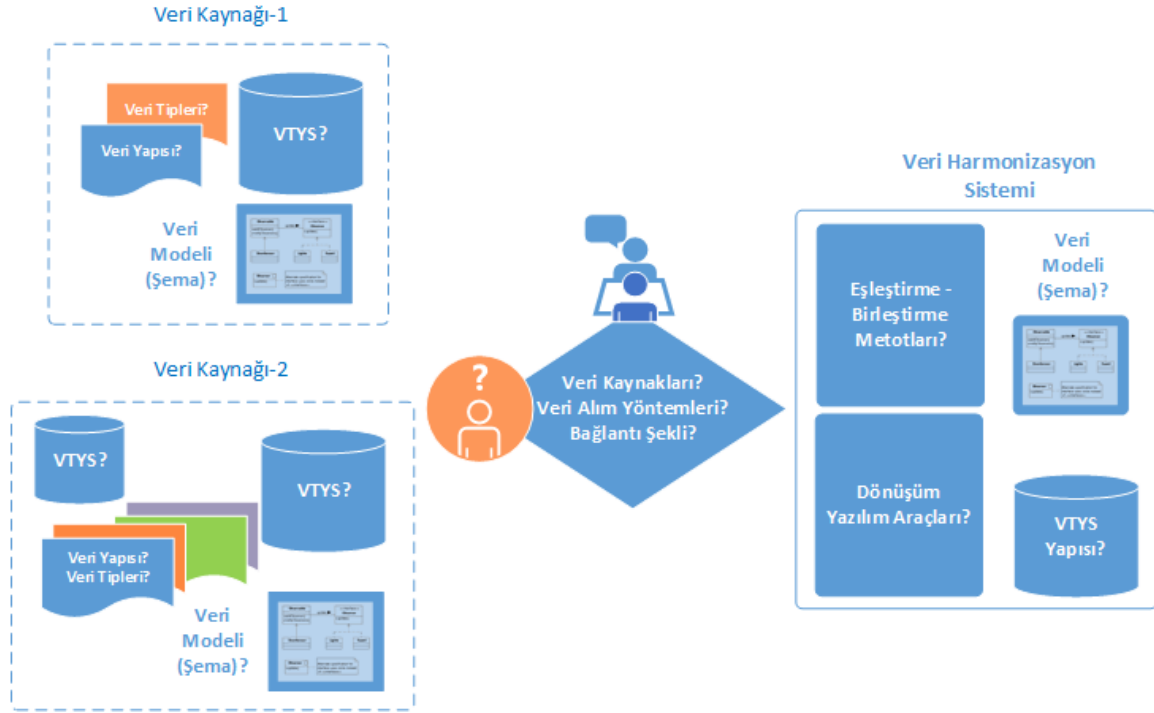 Veri Kaynağı-1
Veri Tipleri?
Veri Yapısı?
VTYS?
Veri
Modeli
(Şema)?
Veri Kaynağı-2
VTYS?
VTYS?
Veri Yapısı?
Veri Tipleri?
Veri
Modeli
(Şema)?
?
Veri Kaynakları?
Veri Alım Yöntemleri?
Bağlantı Şekli?
Veri Harmonizasyon
Sistemi
Eşleştirme -
Birleştirme
Metotları?
Veri
Modeli
(Şema)?
Dönüşüm
Yazılım Araçları?
VTYS
Yapısı?